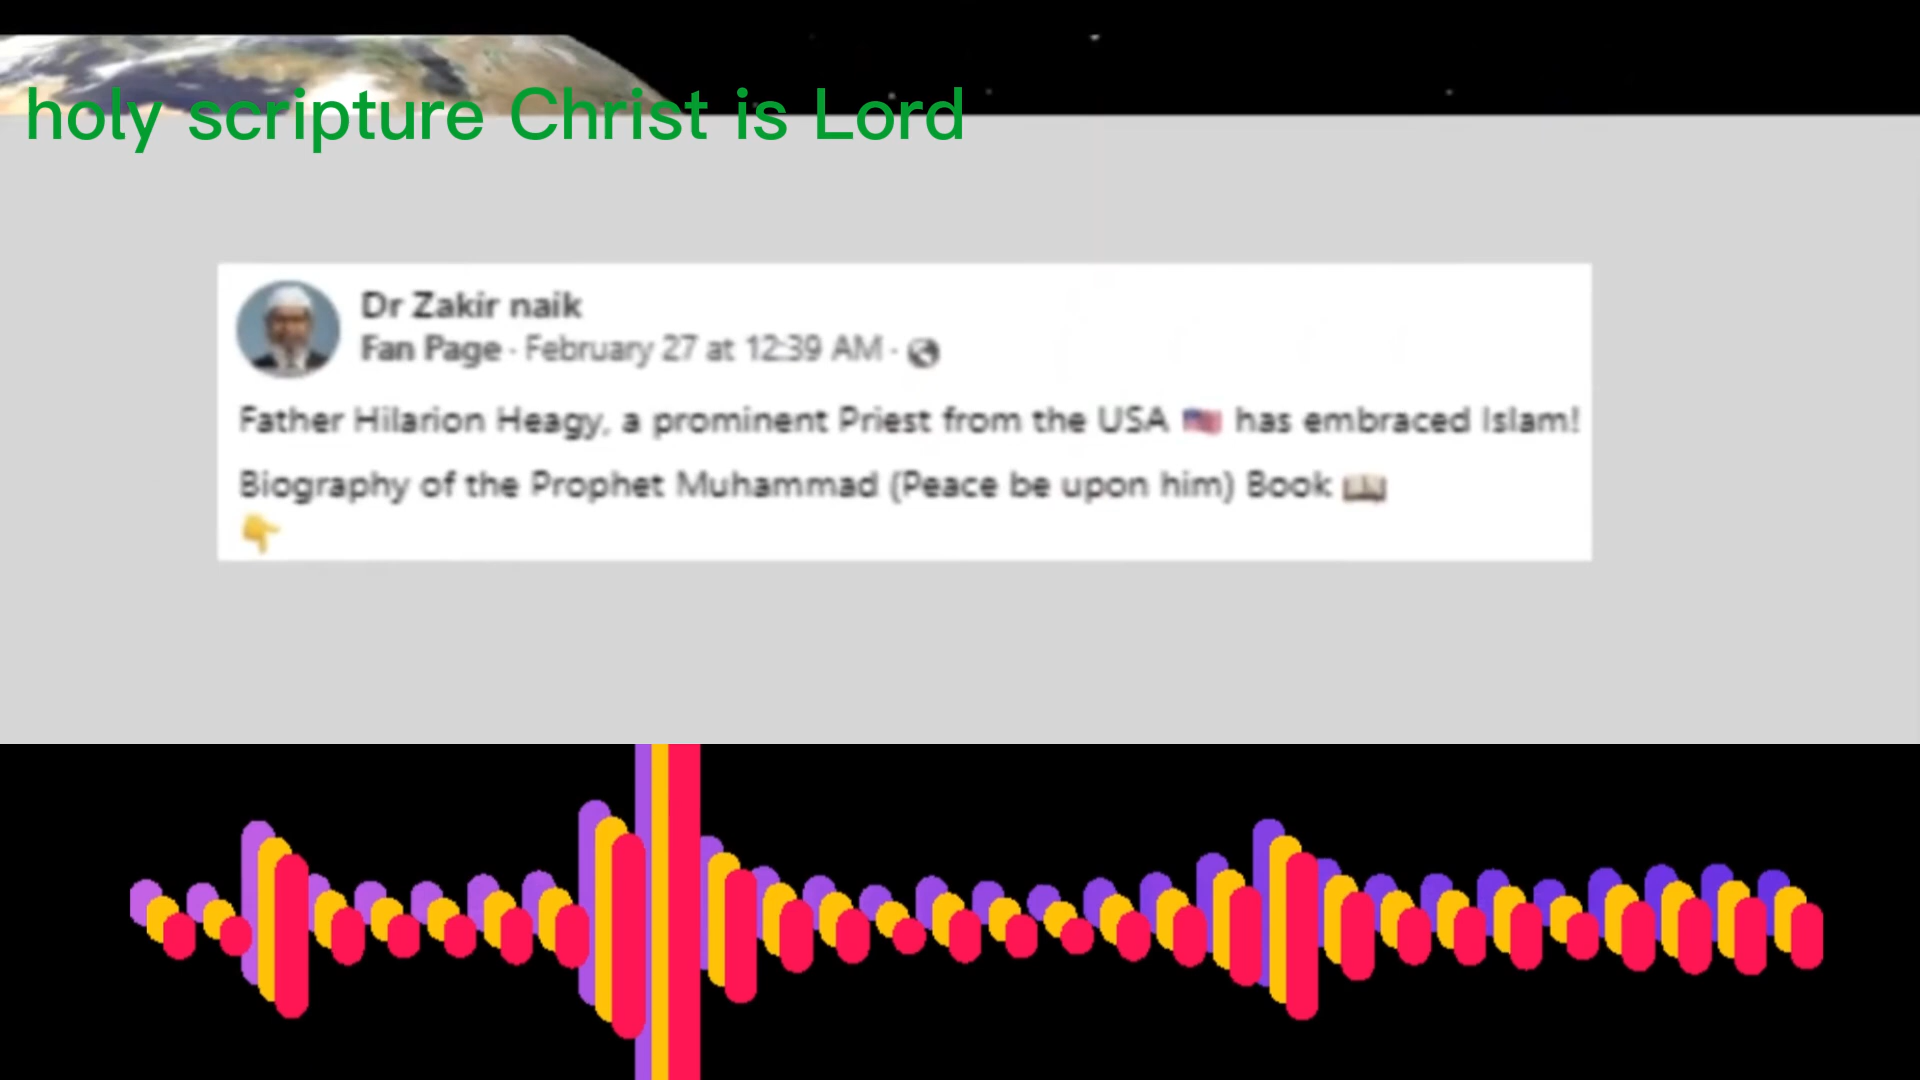 holy scripture Christ is Lord
Dr Zakir naik
Fan Page · February 27 at 12:39 AM ·
Father Hilarion Heagy, a prominent Priest from the USA 🇺🇸 has embraced Islam!
Biography of the Prophet Muhammad (Peace be upon him) Book 📖
👇